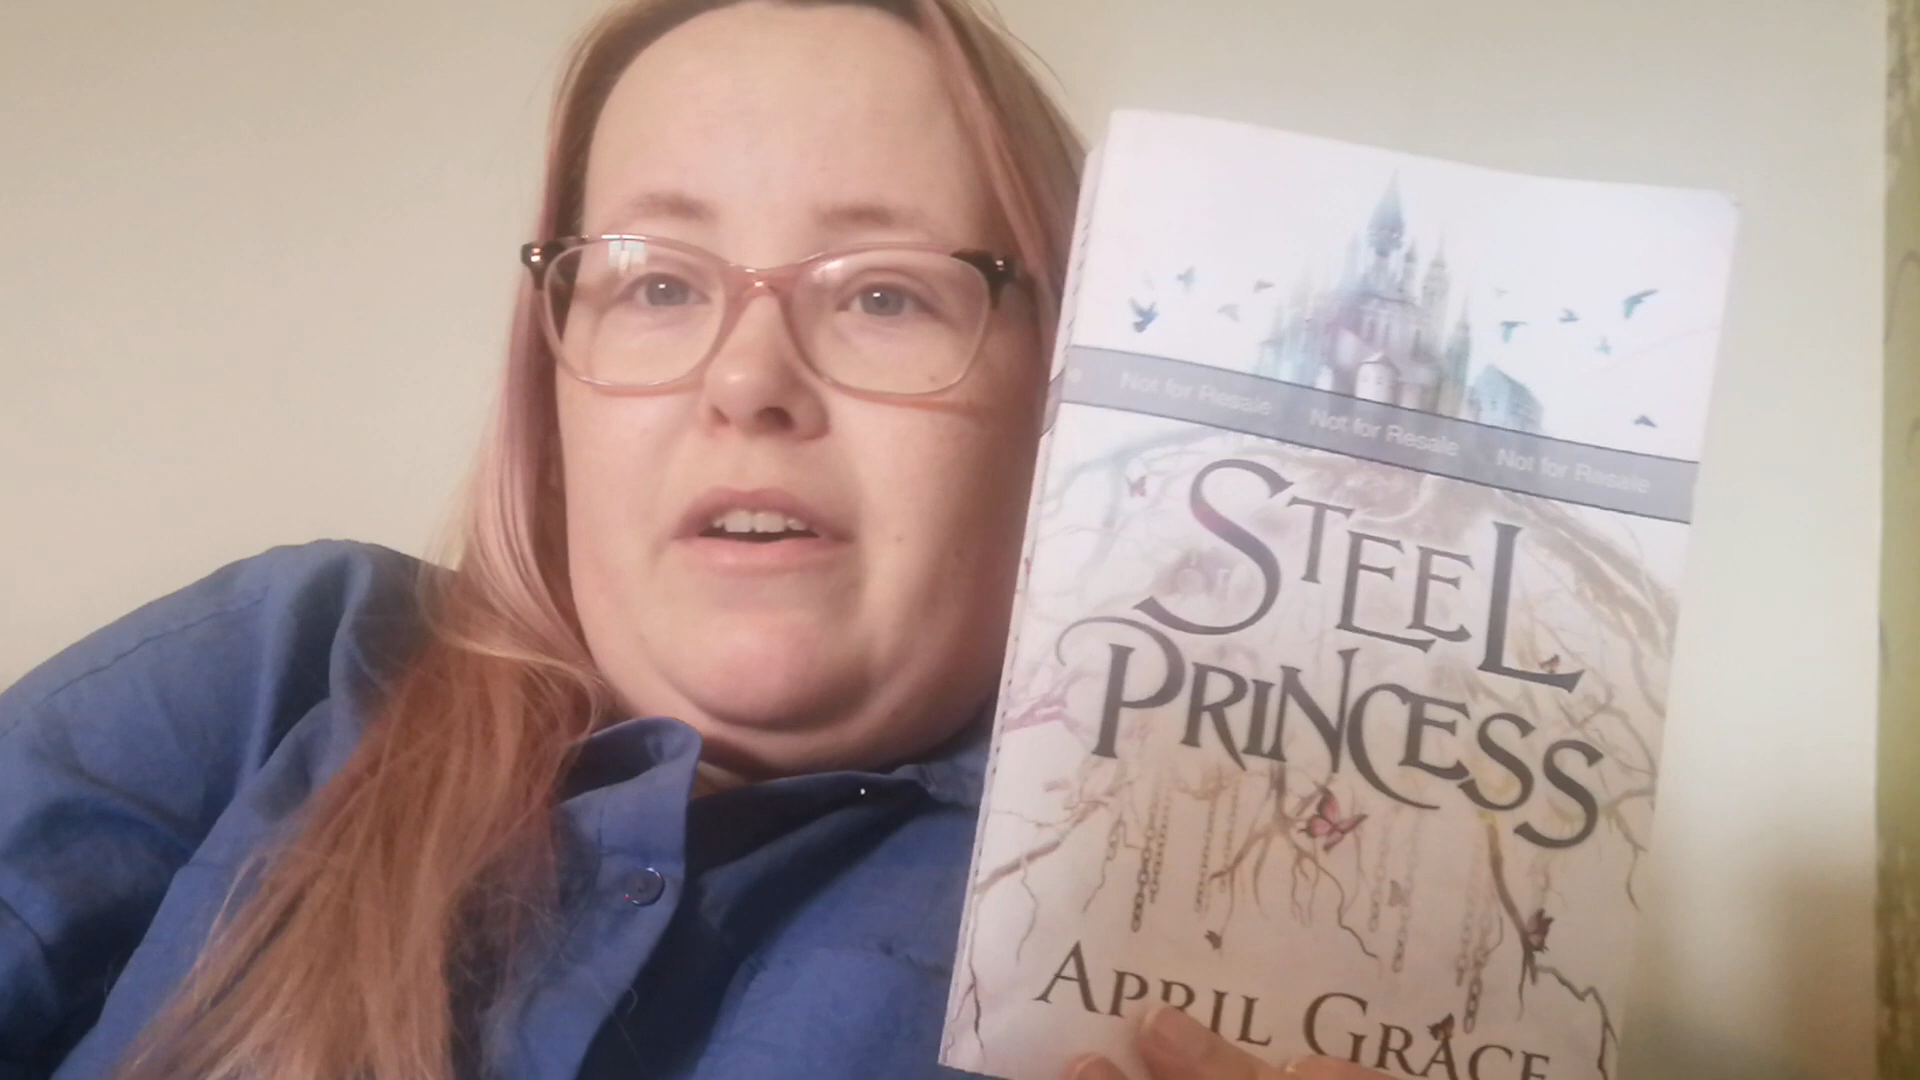 Not for Resale Not for Resale Not for Resale
STEEL
PRINCESS
APRIL GRACE